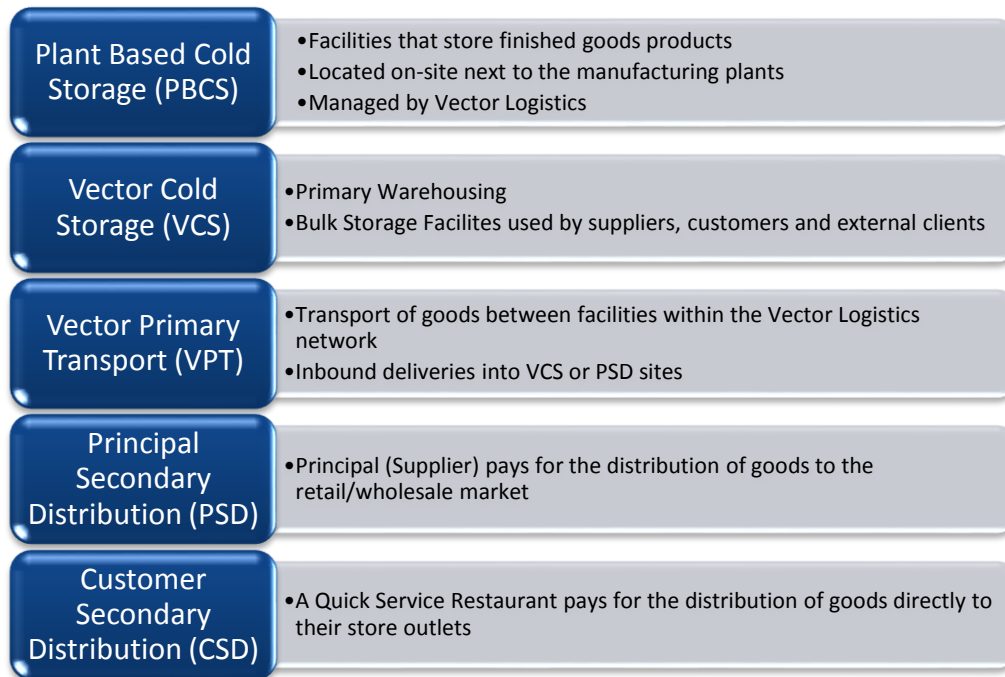 Plant Based Cold
Storage (PBCS)
•Facilities that store finished goods products
•Located on-site next to the manufacturing plants
•Managed by Vector Logistics
Vector Cold
Storage (VCS)
•Primary Warehousing
•Bulk Storage Facilites used by suppliers, customers and external clients
Vector Primary
Transport (VPT)
•Transport of goods between facilities within the Vector Logistics
network
•Inbound deliveries into VCS or PSD sites
Principal
Secondary
Distribution (PSD)
•Principal (Supplier) pays for the distribution of goods to the
retail/wholesale market
Customer
Secondary
Distribution (CSD)
•A Quick Service Restaurant pays for the distribution of goods directly to
their store outlets